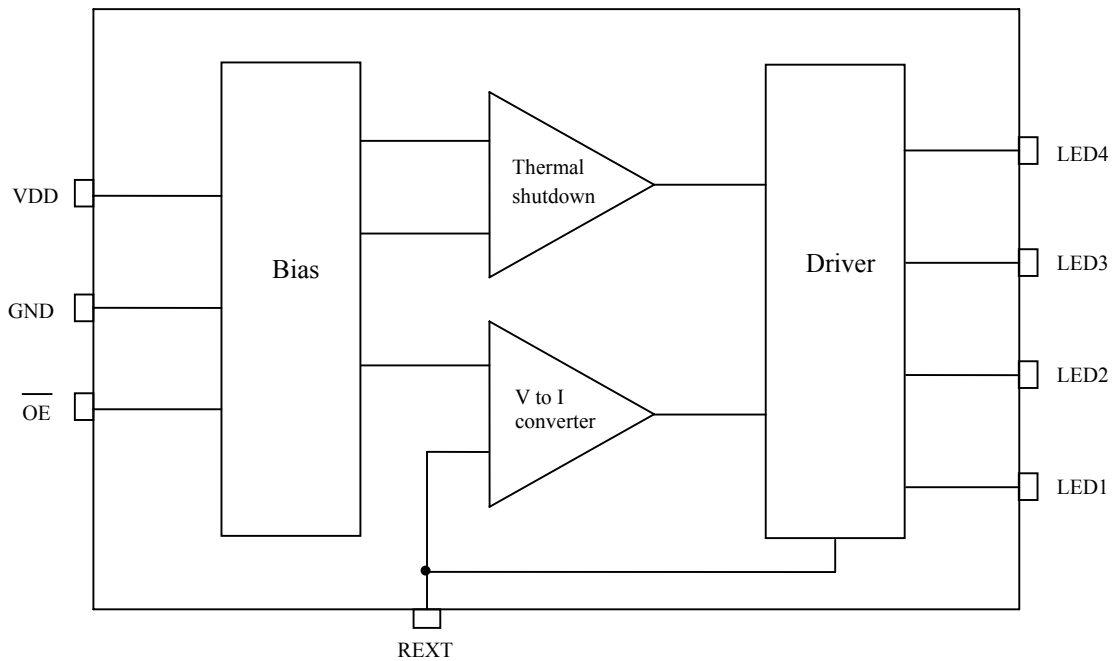 VDD
GND
OE
Bias
Thermal
shutdown
V to I
converter
Driver
LED4
LED3
LED2
LED1
REXT